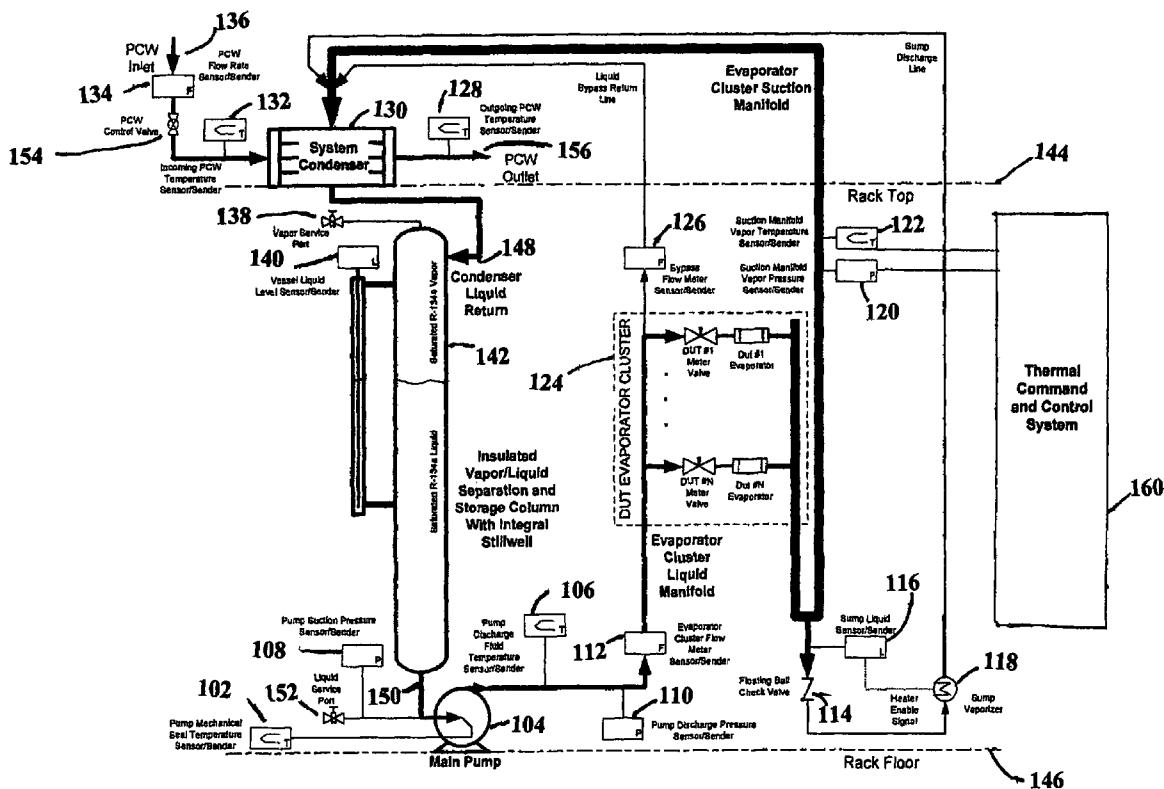 136
PCW
Inlet
PCW
Flow Rate
Sensor/Sender
134
F
132
T
PCW
Control Valve
154
Incoming PCW
Temperature
Sensor/Sender
130
System
Condenser
128
T
Outgoing PCW
Temperature
Sensor/Sender
156
PCW
Outlet
Liquid
Bypass Return
Line
Evaporator
Cluster Suction
Manifold
Sump
Discharge
Line
144
Rack Top
138
Vapor Service
Port
140
L
Vessel Liquid
Level Sensor/Sender
148
Condenser
Liquid
Return
Saturated R-134a Vapor
142
Saturated R-134a Liquid
Insulated
Vapor/Liquid
Separation and
Storage Column
With Integral
Stillwell
126
F
Bypass
Flow Meter
Sensor/Sender
Suction Manifold
Vapor Temperature
Sensor/Sender
122
T
Suction Manifold
Vapor Pressure
Sensor/Sender
P
120
124
DUT EVAPORATOR CLUSTER
DUT #1
Meter
Valve
Dut #1
Evaporator
DUT #N
Meter
Valve
Dut #N
Evaporator
Evaporator
Cluster
Liquid
Manifold
Thermal
Command
and Control
System
160
106
T
Pump
Discharge
Fluid
Temperature
Sensor/Sender
112
F
Evaporator
Cluster Flow
Meter
Sensor/Sender
116
Sump Liquid
Sensor/Sender
L
Pump Suction Pressure
Sensor/Sender
108
P
150
152
Liquid
Service
Port
102
Pump Mechanical
Seal Temperature
Sensor/Sender
T
104
Main Pump
110
P
Pump Discharge Pressure
Sensor/Sender
Floating Ball
Check Valve
114
Heater
Enable
Signal
118
Sump
Vaporizer
Rack Floor
146